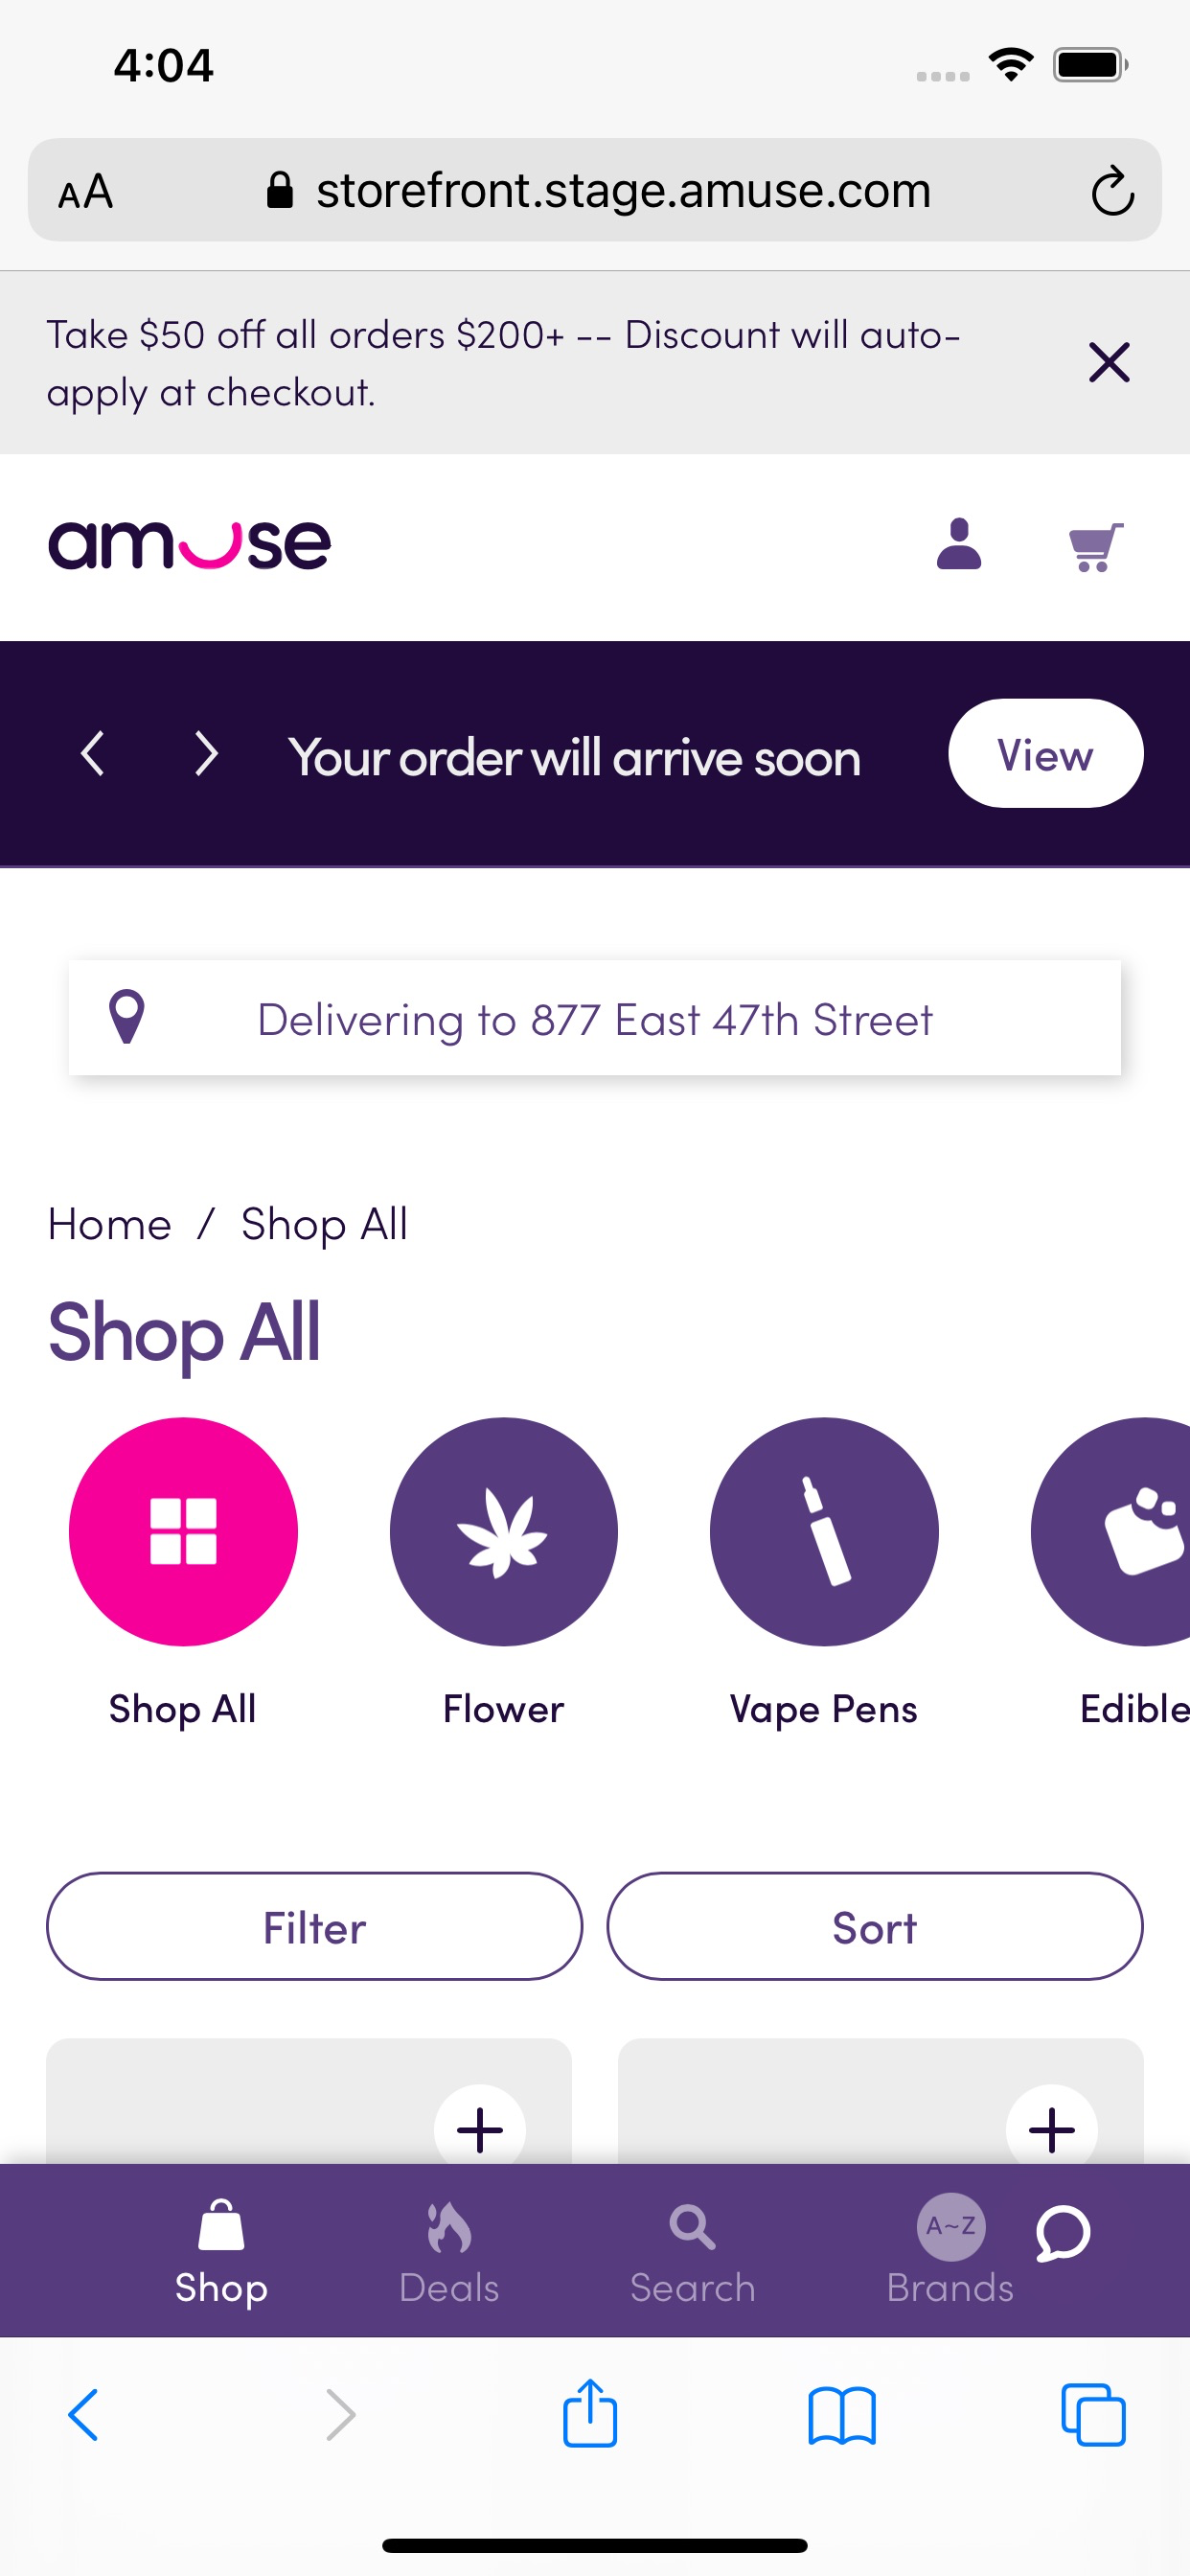 4:04
AA storefront.stage.amuse.com
Take $50 off all orders $200+ -- Discount will auto-
apply at checkout.
amuse
Your order will arrive soon
View
Delivering to 877 East 47th Street
Home / Shop All
Shop All
Shop All
Flower
Vape Pens
Edible
Filter
Sort
A~Z
Shop
Deals
Search
Brands